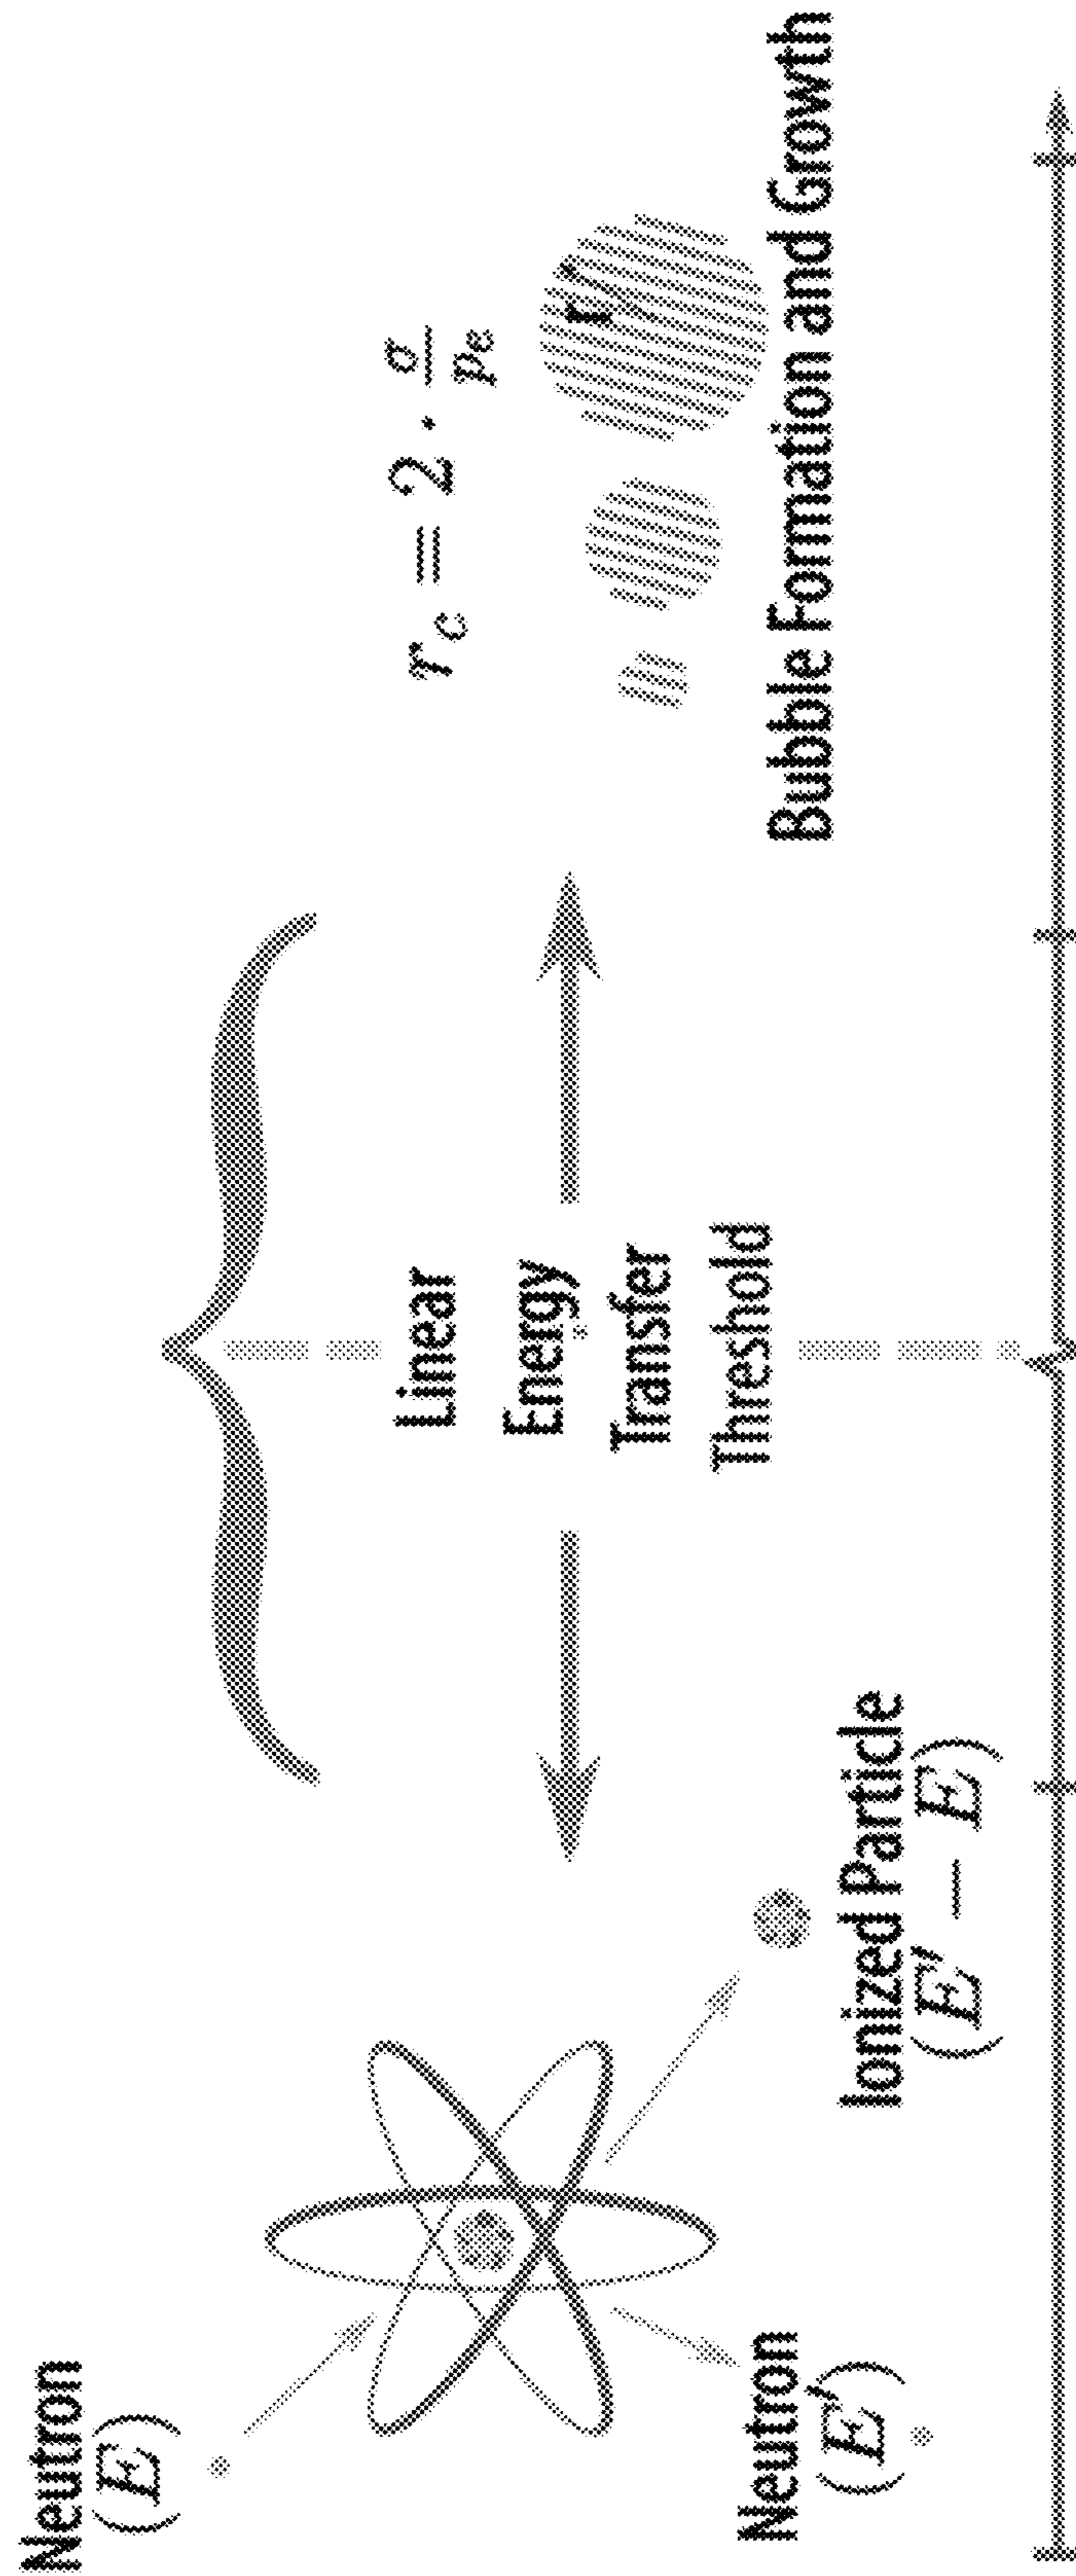 Neutron
(E)
Neutron
(E′)
Ionized Particle
(E′ − E)
Linear
Energy
Transfer
Threshold
r_c = 2 · σ/p_e
r
Bubble Formation and Growth